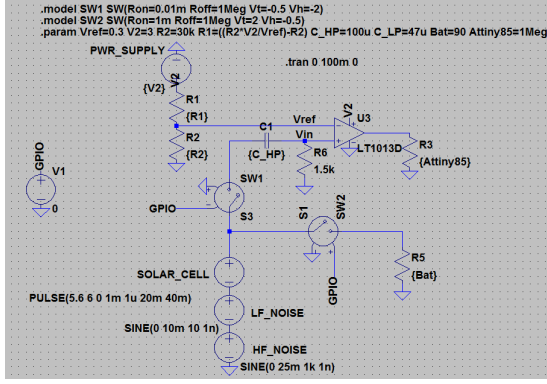 .model SW1 SW(Ron=0.01m Roff=1Meg Vt=-0.5 Vh=-2)
.model SW2 SW(Ron=1m Roff=1Meg Vt=2 Vh=-0.5)
.param Vref=0.3 V2=3 R2=30k R1=((R2*V2/Vref)-R2) C_HP=100u C_LP=47u Bat=90 Attiny85=1Meg
PWR_SUPPLY
.tran 0 100m 0
V2
{V2}
R1
{R1}
R2
{R2}
C1
{C_HP}
Vref
Vin
V2
U3
LT1013D
R3
{Attiny85}
R6
1.5k
GPIO
V1
0
SW1
GPIO
S3
S1
SW2
GPIO
R5
{Bat}
SOLAR_CELL
PULSE(5.6 6 0 1m 1u 20m 40m)
LF_NOISE
SINE(0 10m 10 1n)
HF_NOISE
SINE(0 25m 1k 1n)